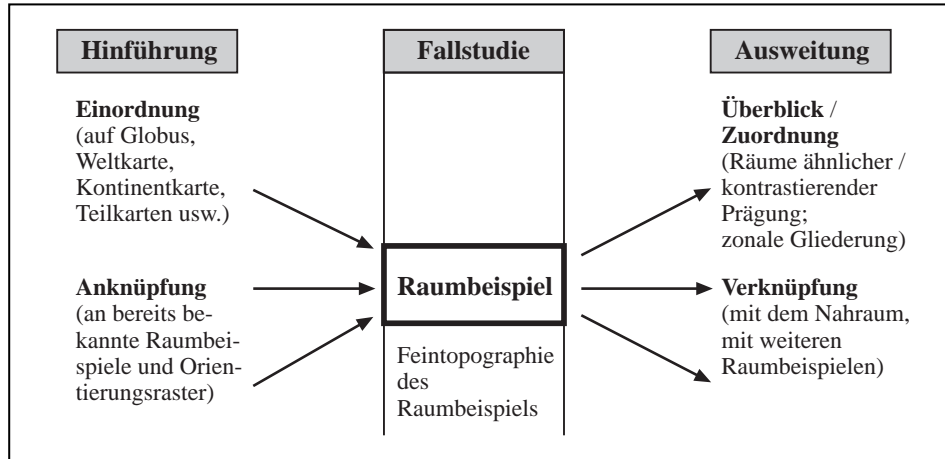 Hinführung
Einordnung
(auf Globus,
Weltkarte,
Kontinentkarte,
Teilkarten usw.)
Anknüpfung
(an bereits be-
kannte Raumbei-
spiele und Orien-
tierungsraster)
Fallstudie
Raumbeispiel
Feintopographie
des
Raumbeispiels
Ausweitung
Überblick /
Zuordnung
(Räume ähnlicher /
kontrastierender
Prägung;
zonale Gliederung)
Verknüpfung
(mit dem Nahraum,
mit weiteren
Raumbeispielen)